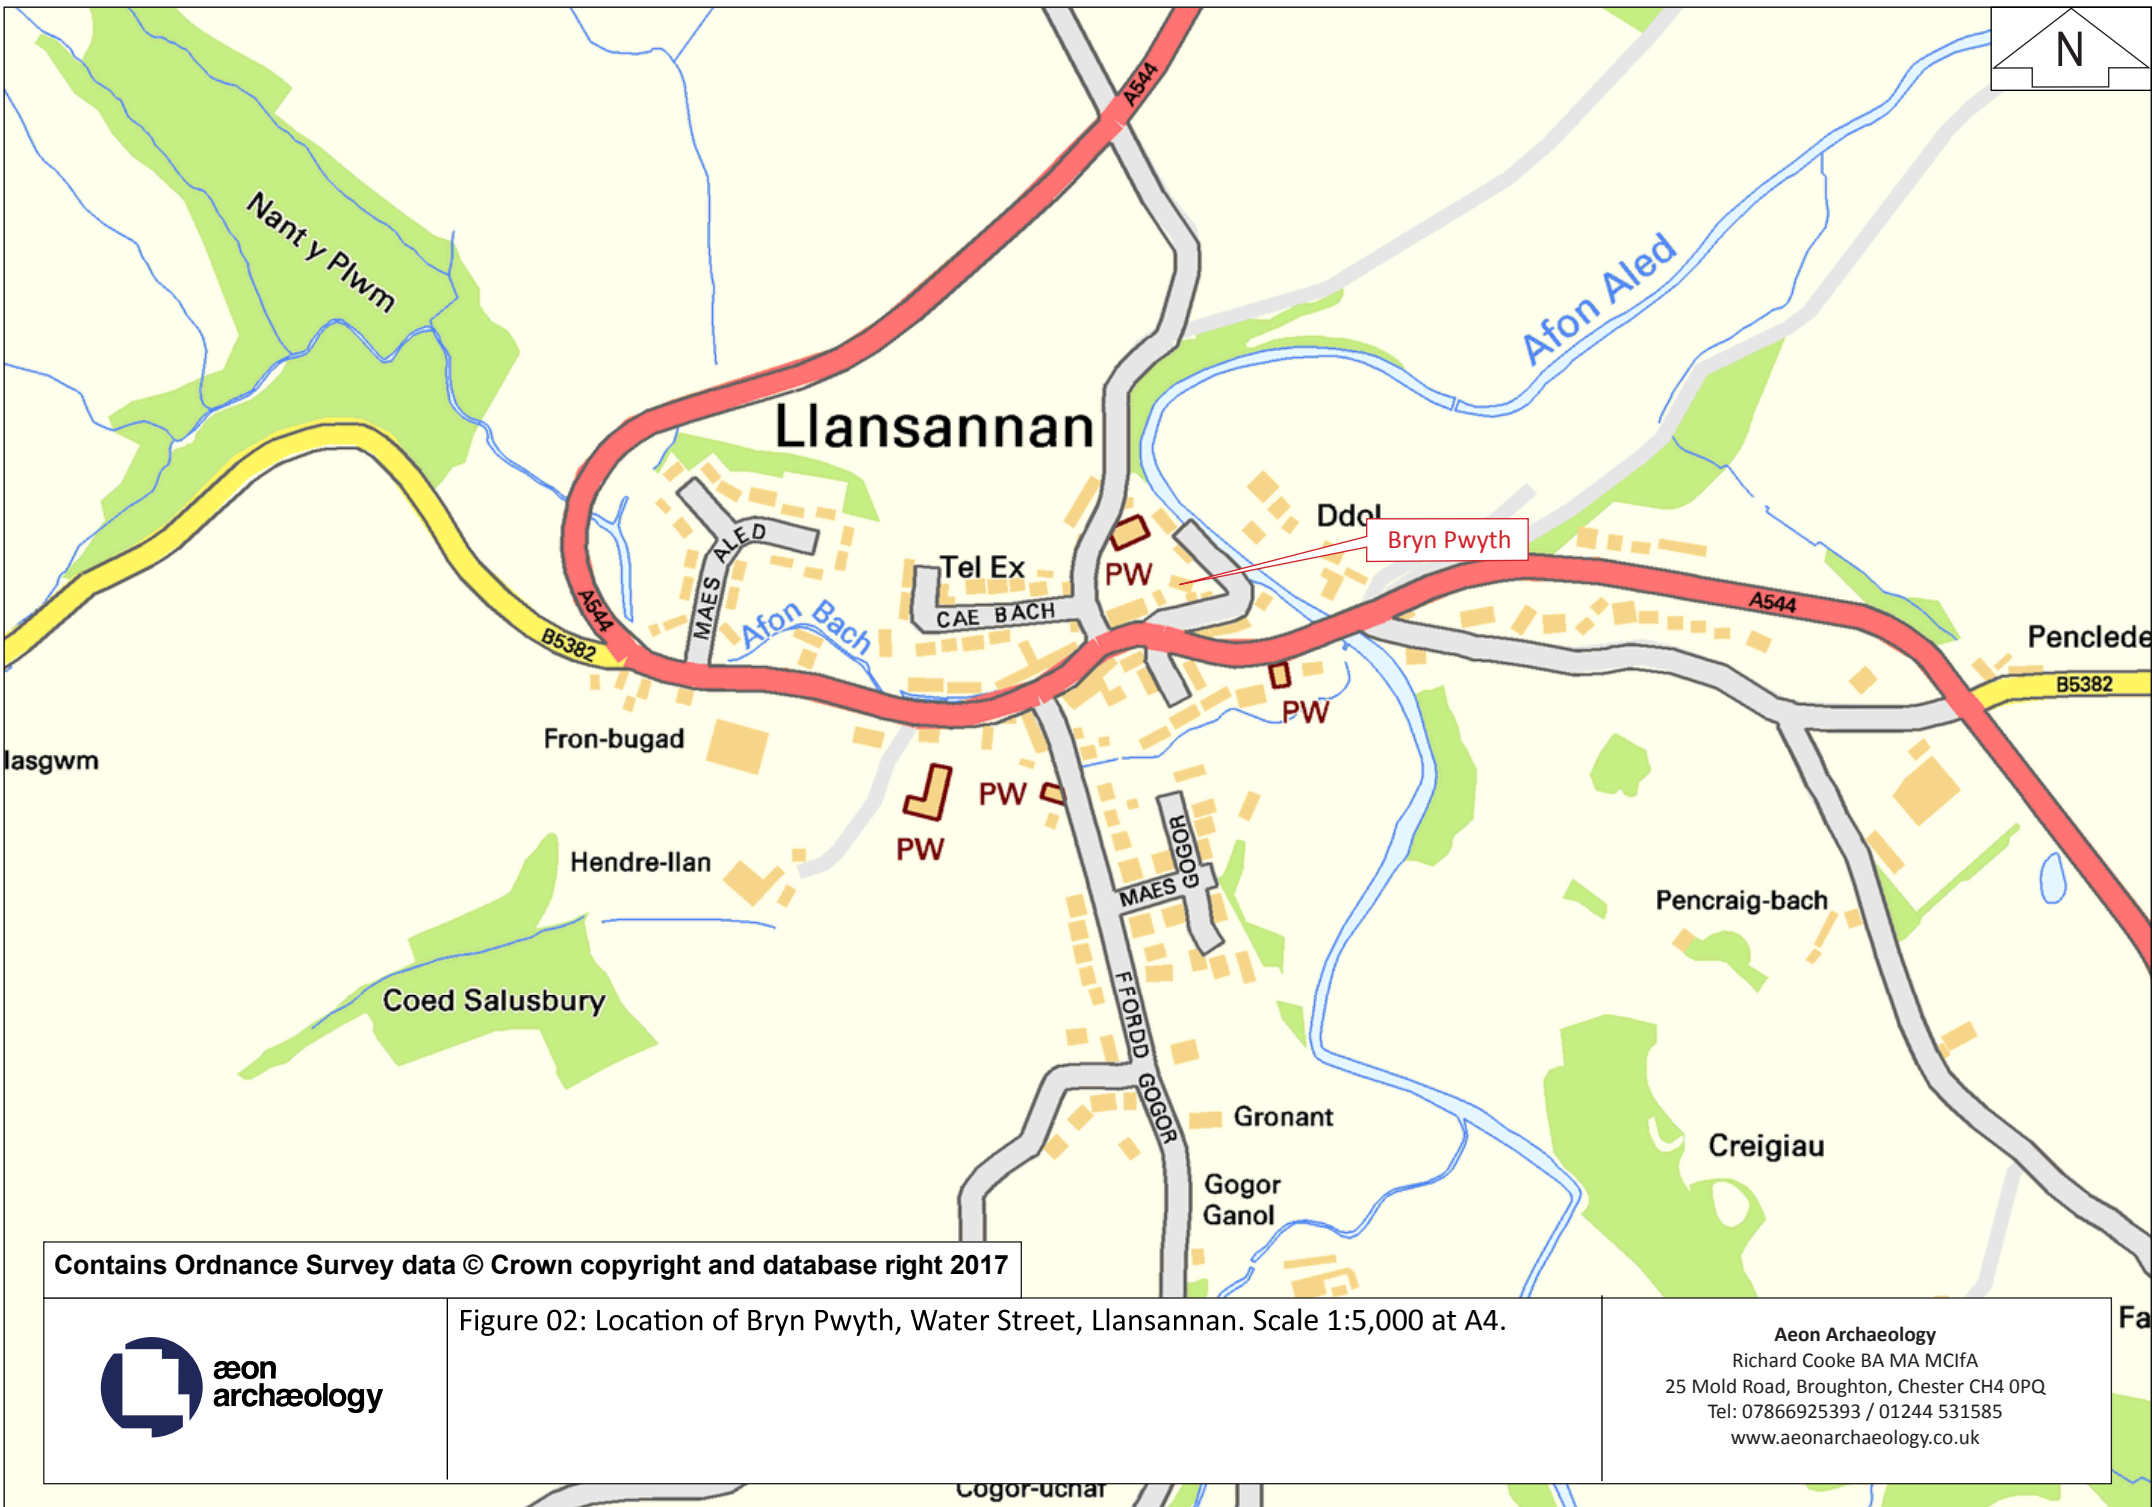 N
A544
Nant y Plwm
Afon Aled
Llansannan
Ddol
Bryn Pwyth
MAES ALED
Tel Ex
PW
A544
CAE BACH
A544
Afon Bach
B5382
Penclede
B5382
PW
Fron-bugad
lasgwm
PW
PW
Hendre-llan
MAES GOGOR
Pencraig-bach
Coed Salusbury
FFORDD GOGOR
Gronant
Creigiau
Gogor
Ganol
Contains Ordnance Survey data © Crown copyright and database right 2017
Figure 02: Location of Bryn Pwyth, Water Street, Llansannan. Scale 1:5,000 at A4.
Fa
æon
archæology
Aeon Archaeology
Richard Cooke BA MA MCIfA
25 Mold Road, Broughton, Chester CH4 0PQ
Tel: 07866925393 / 01244 531585
www.aeonarchaeology.co.uk
Gogor-uchaf